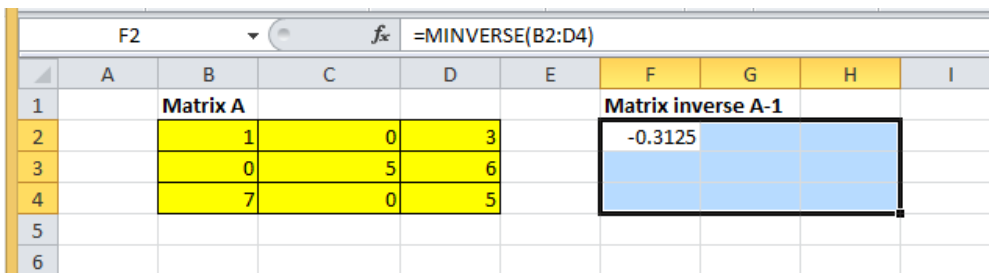 F2 fx =MINVERSE(B2:D4)
A B C D E F G H I
1 Matrix A Matrix inverse A-1
2 1 0 3 -0.3125
3 0 5 6
4 7 0 5
5
6